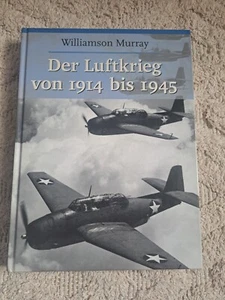 Williamson Murray
Der Luftkrieg
von 1914 bis 1945